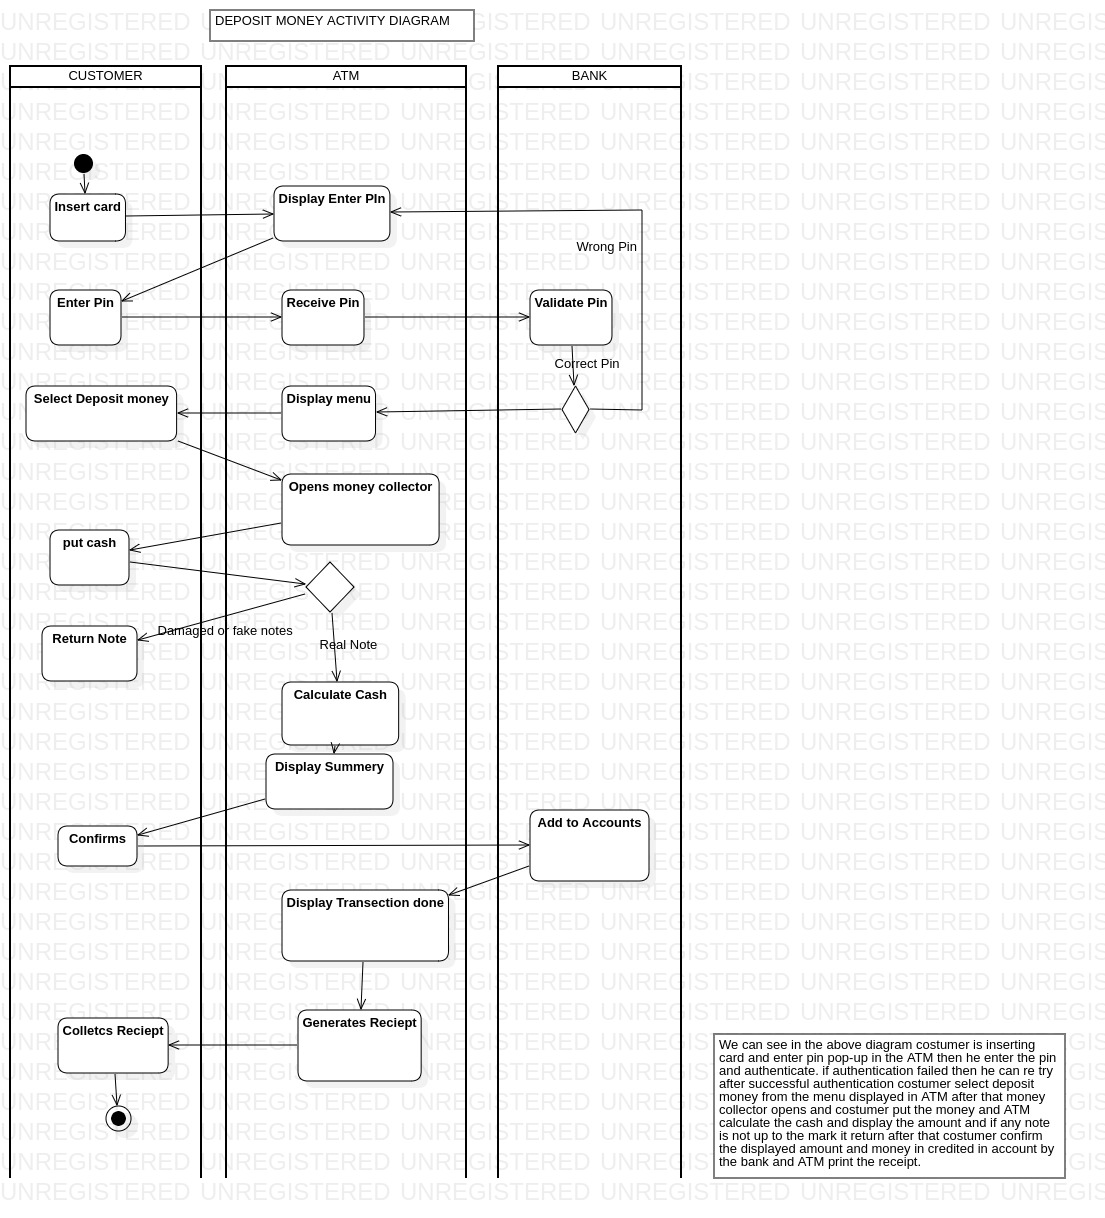 DEPOSIT MONEY ACTIVITY DIAGRAM
CUSTOMER
ATM
BANK
Insert card
Display Enter PIn
Wrong Pin
Enter Pin
Receive Pin
Validate Pin
Correct Pin
Select Deposit money
Display menu
Opens money collector
put cash
Damaged or fake notes
Return Note
Real Note
Calculate Cash
Display Summery
Confirms
Add to Accounts
Display Transection done
Colletcs Reciept
Generates Reciept
We can see in the above diagram costumer is inserting
card and enter pin pop-up in the ATM then he enter the pin
and authenticate. if authentication failed then he can re try
after successful authentication costumer select deposit
money from the menu displayed in ATM after that money
collector opens and costumer put the money and ATM
calculate the cash and display the amount and if any note
is not up to the mark it return after that costumer confirm
the displayed amount and money in credited in account by
the bank and ATM print the receipt.
UNREGISTERED